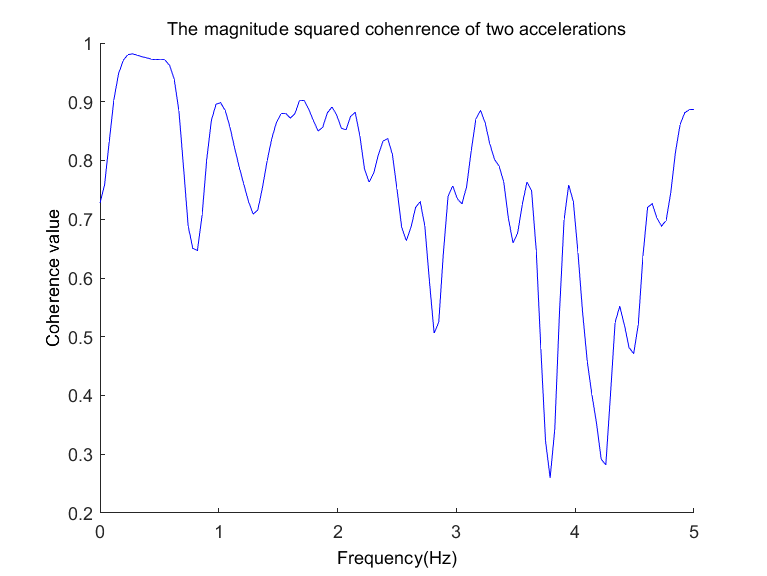 The magnitude squared cohenrence of two accelerations
1
0.9
0.8
0.7
0.6
0.5
0.4
0.3
0.2
Coherence value
0 1 2 3 4 5
Frequency(Hz)